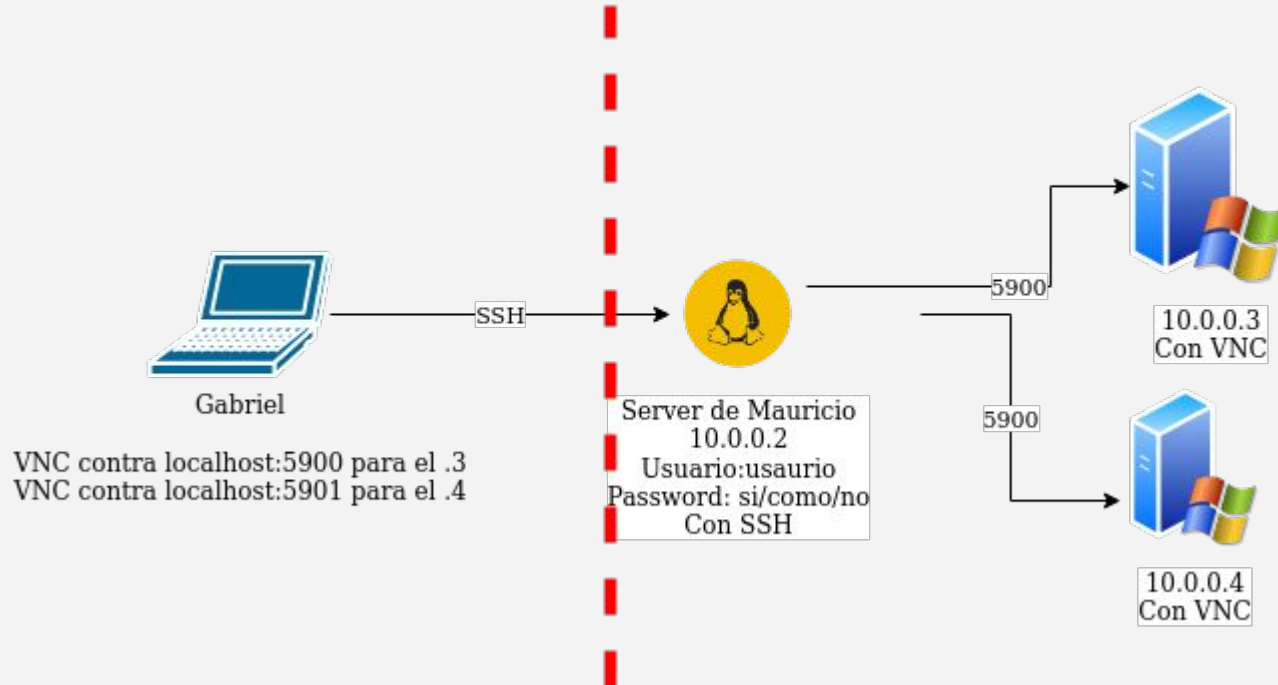 SSH
5900
10.0.0.3
Con VNC
Gabriel
VNC contra localhost:5900 para el .3
VNC contra localhost:5901 para el .4
Server de Mauricio
10.0.0.2
Usuario:usaurio
Password: si/como/no
Con SSH
5900
10.0.0.4
Con VNC